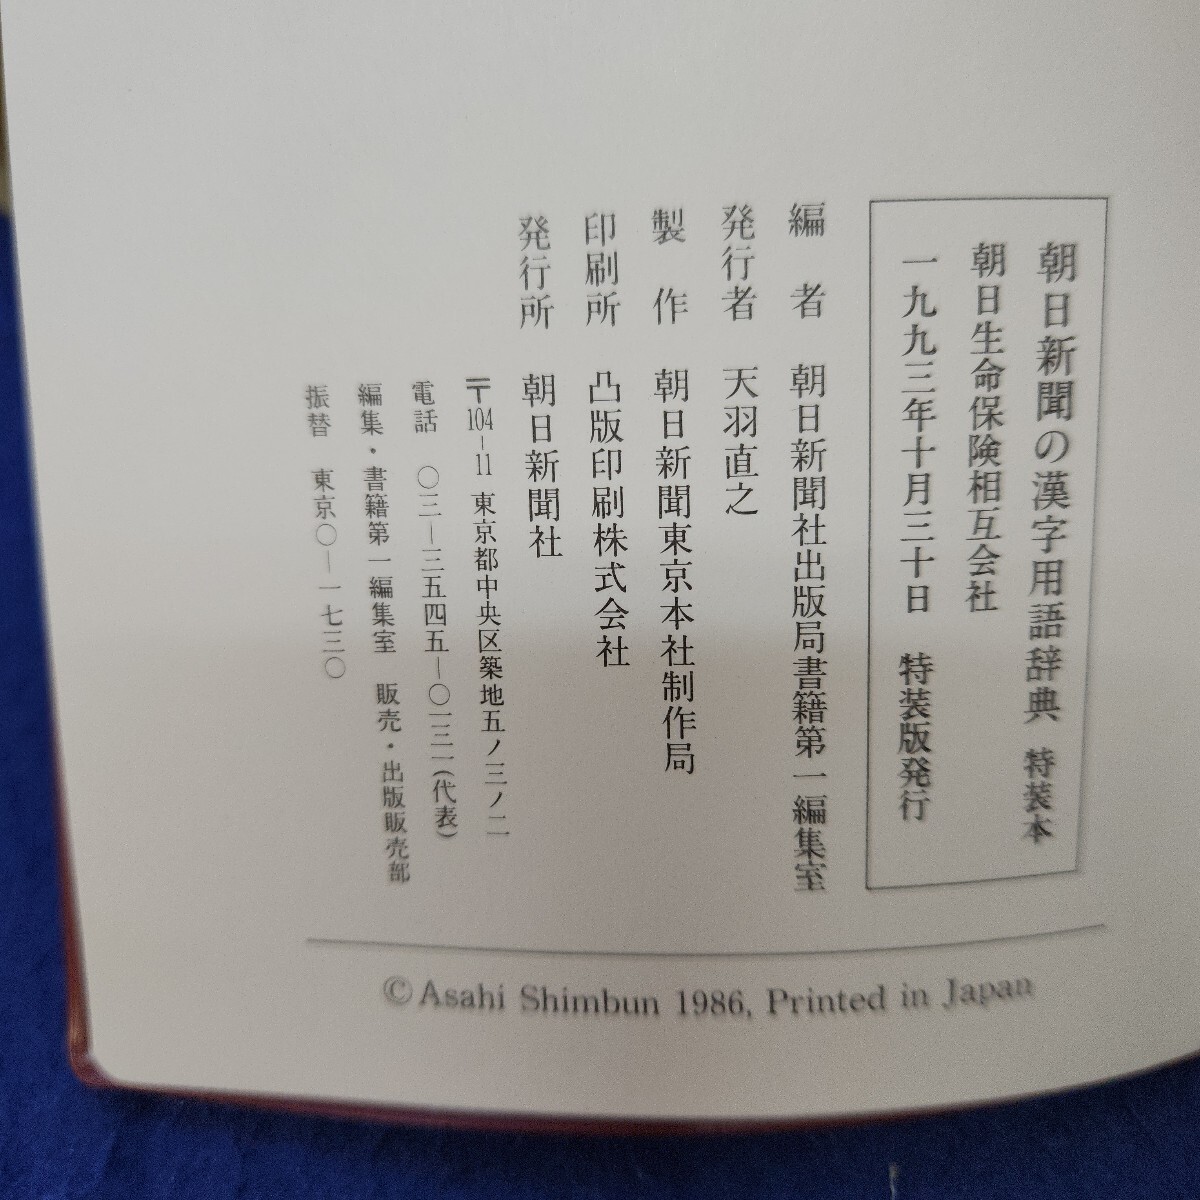 朝日新聞の漢字用語辞典 特装本
朝日生命保険相互会社
一九九三年十月三十日 特装版発行
編者 朝日新聞社出版局書籍第一編集室
発行者 天羽直之
製作 朝日新聞東京本社制作局
印刷所 凸版印刷株式会社
発行所 朝日新聞社
〒104-11 東京都中央区築地五ノ三ノ二
電話 〇三-三五四五-〇一三一(代表)
編集・書籍第一編集室 販売・出版販売部
振替 東京〇-一七三〇
©Asahi Shimbun 1986, Printed in Japan